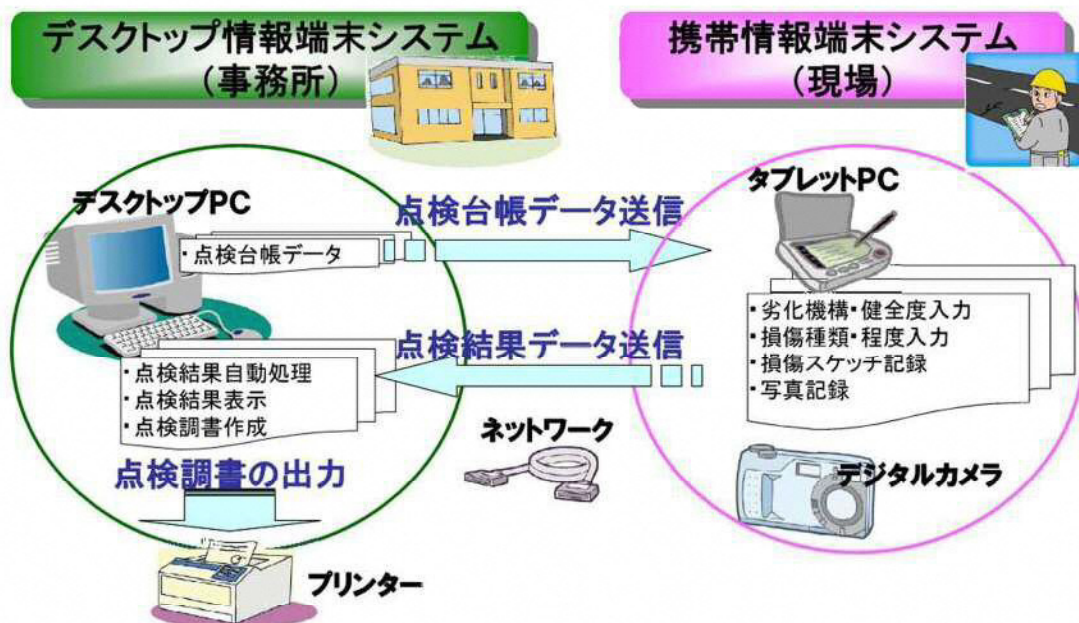 デスクトップ情報端末システム
（事務所）
携帯情報端末システム
（現場）
デスクトップPC
・点検台帳データ
点検台帳データ送信
タブレットPC
・劣化機構・健全度入力
・損傷種類・程度入力
・損傷スケッチ記録
・写真記録
点検結果データ送信
・点検結果自動処理
・点検結果表示
・点検調書作成
ネットワーク
デジタルカメラ
点検調書の出力
プリンター